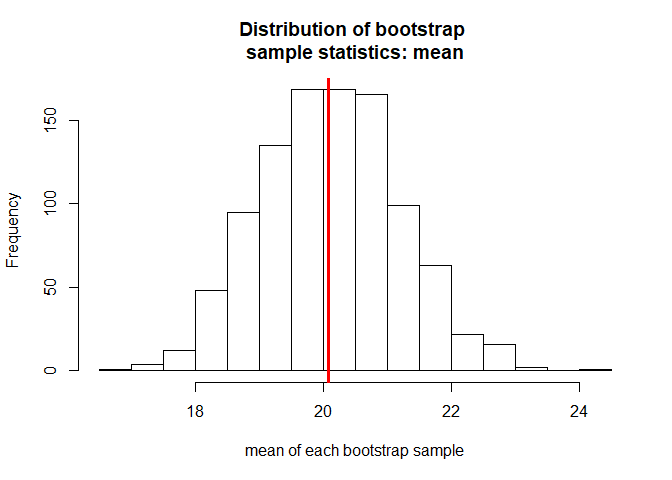 Distribution of bootstrap
sample statistics: mean
150
100
50
0
Frequency
18 20 22 24
mean of each bootstrap sample